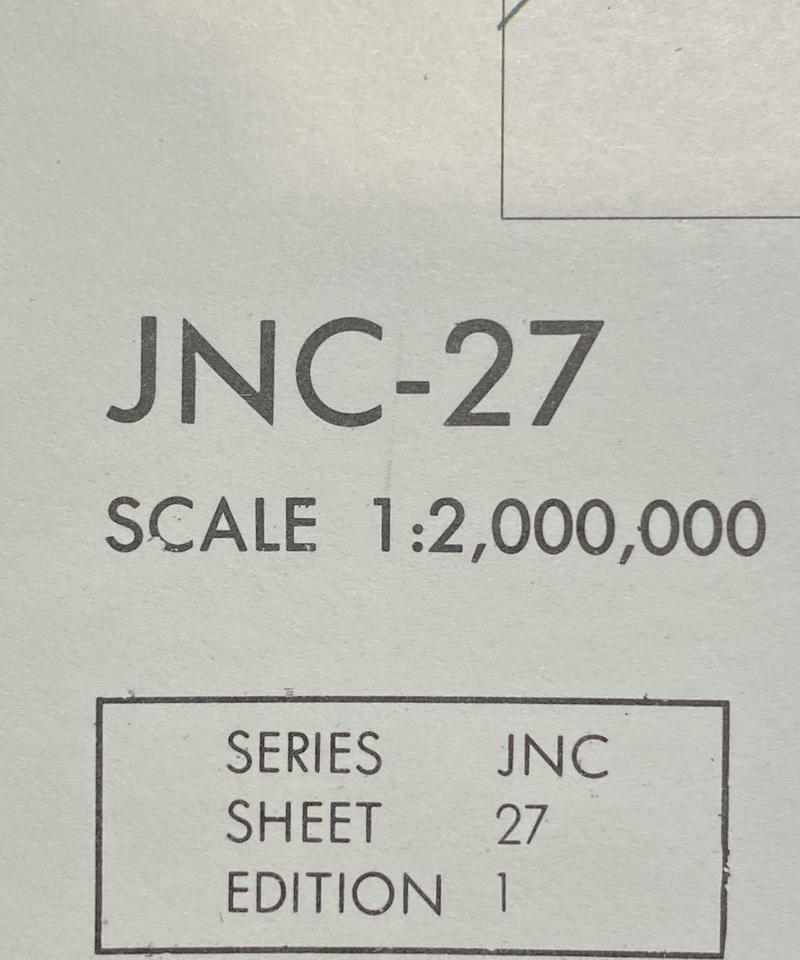 JNC-27
SCALE 1:2,000,000
SERIES JNC
SHEET 27
EDITION 1